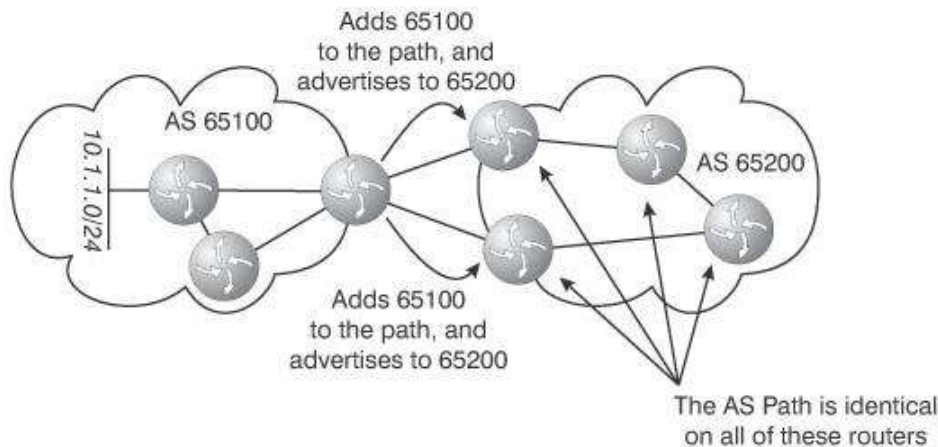 Adds 65100
to the path, and
advertises to 65200
AS 65100
10.1.1.0/24
AS 65200
Adds 65100
to the path, and
advertises to 65200
The AS Path is identical
on all of these routers